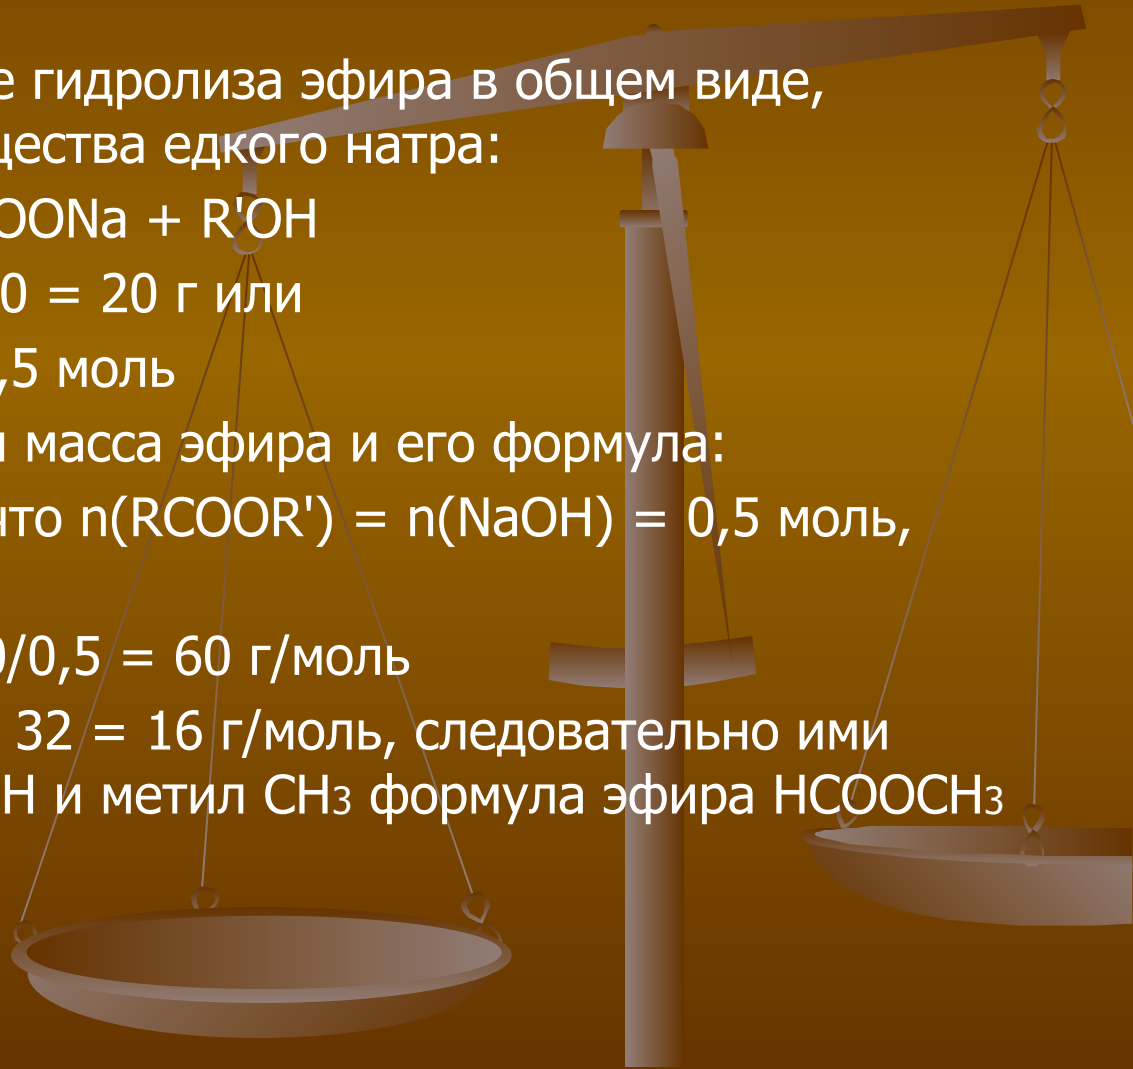 е гидролиза эфира в общем виде,
щества едкого натра:
OONa + R'OH
0 = 20 г или
,5 моль
и масса эфира и его формула:
что n(RCOOR') = n(NaOH) = 0,5 моль,
0/0,5 = 60 г/моль
32 = 16 г/моль, следовательно ими
Н и метил СН3 формула эфира НСООСН3